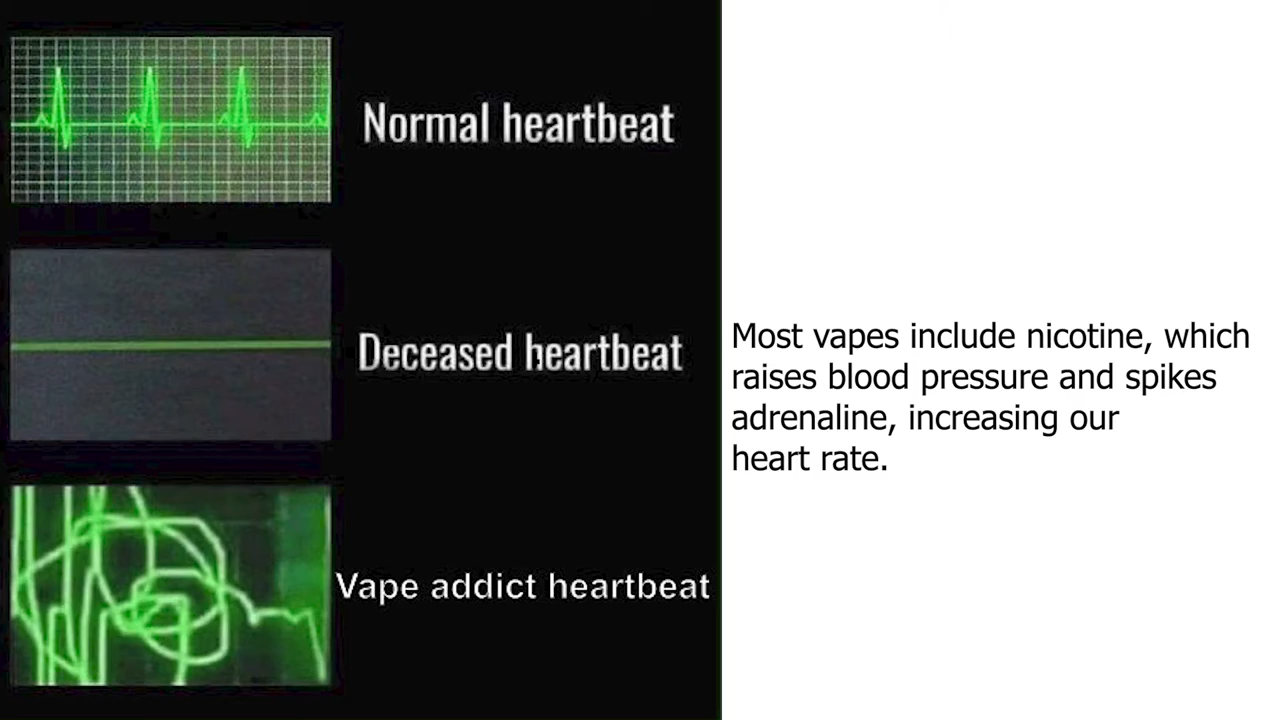 Normal heartbeat
Deceased heartbeat
Vape addict heartbeat
Most vapes include nicotine, which
raises blood pressure and spikes
adrenaline, increasing our
heart rate.